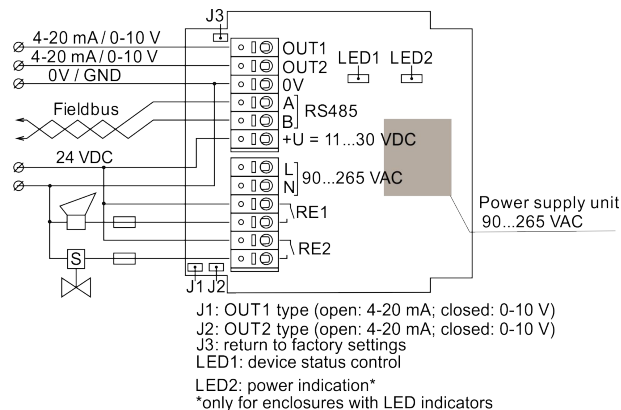 J3
4-20 mA / 0-10 V
OUT1
4-20 mA / 0-10 V
OUT2
LED1 LED2
0V / GND
0V
Fieldbus
A
B
RS485
+U = 11...30 VDC
24 VDC
L
N
90...265 VAC
Power supply unit
90...265 VAC
RE1
RE2
S
J1 J2
J1: OUT1 type (open: 4-20 mA; closed: 0-10 V)
J2: OUT2 type (open: 4-20 mA; closed: 0-10 V)
J3: return to factory settings
LED1: device status control
LED2: power indication*
*only for enclosures with LED indicators